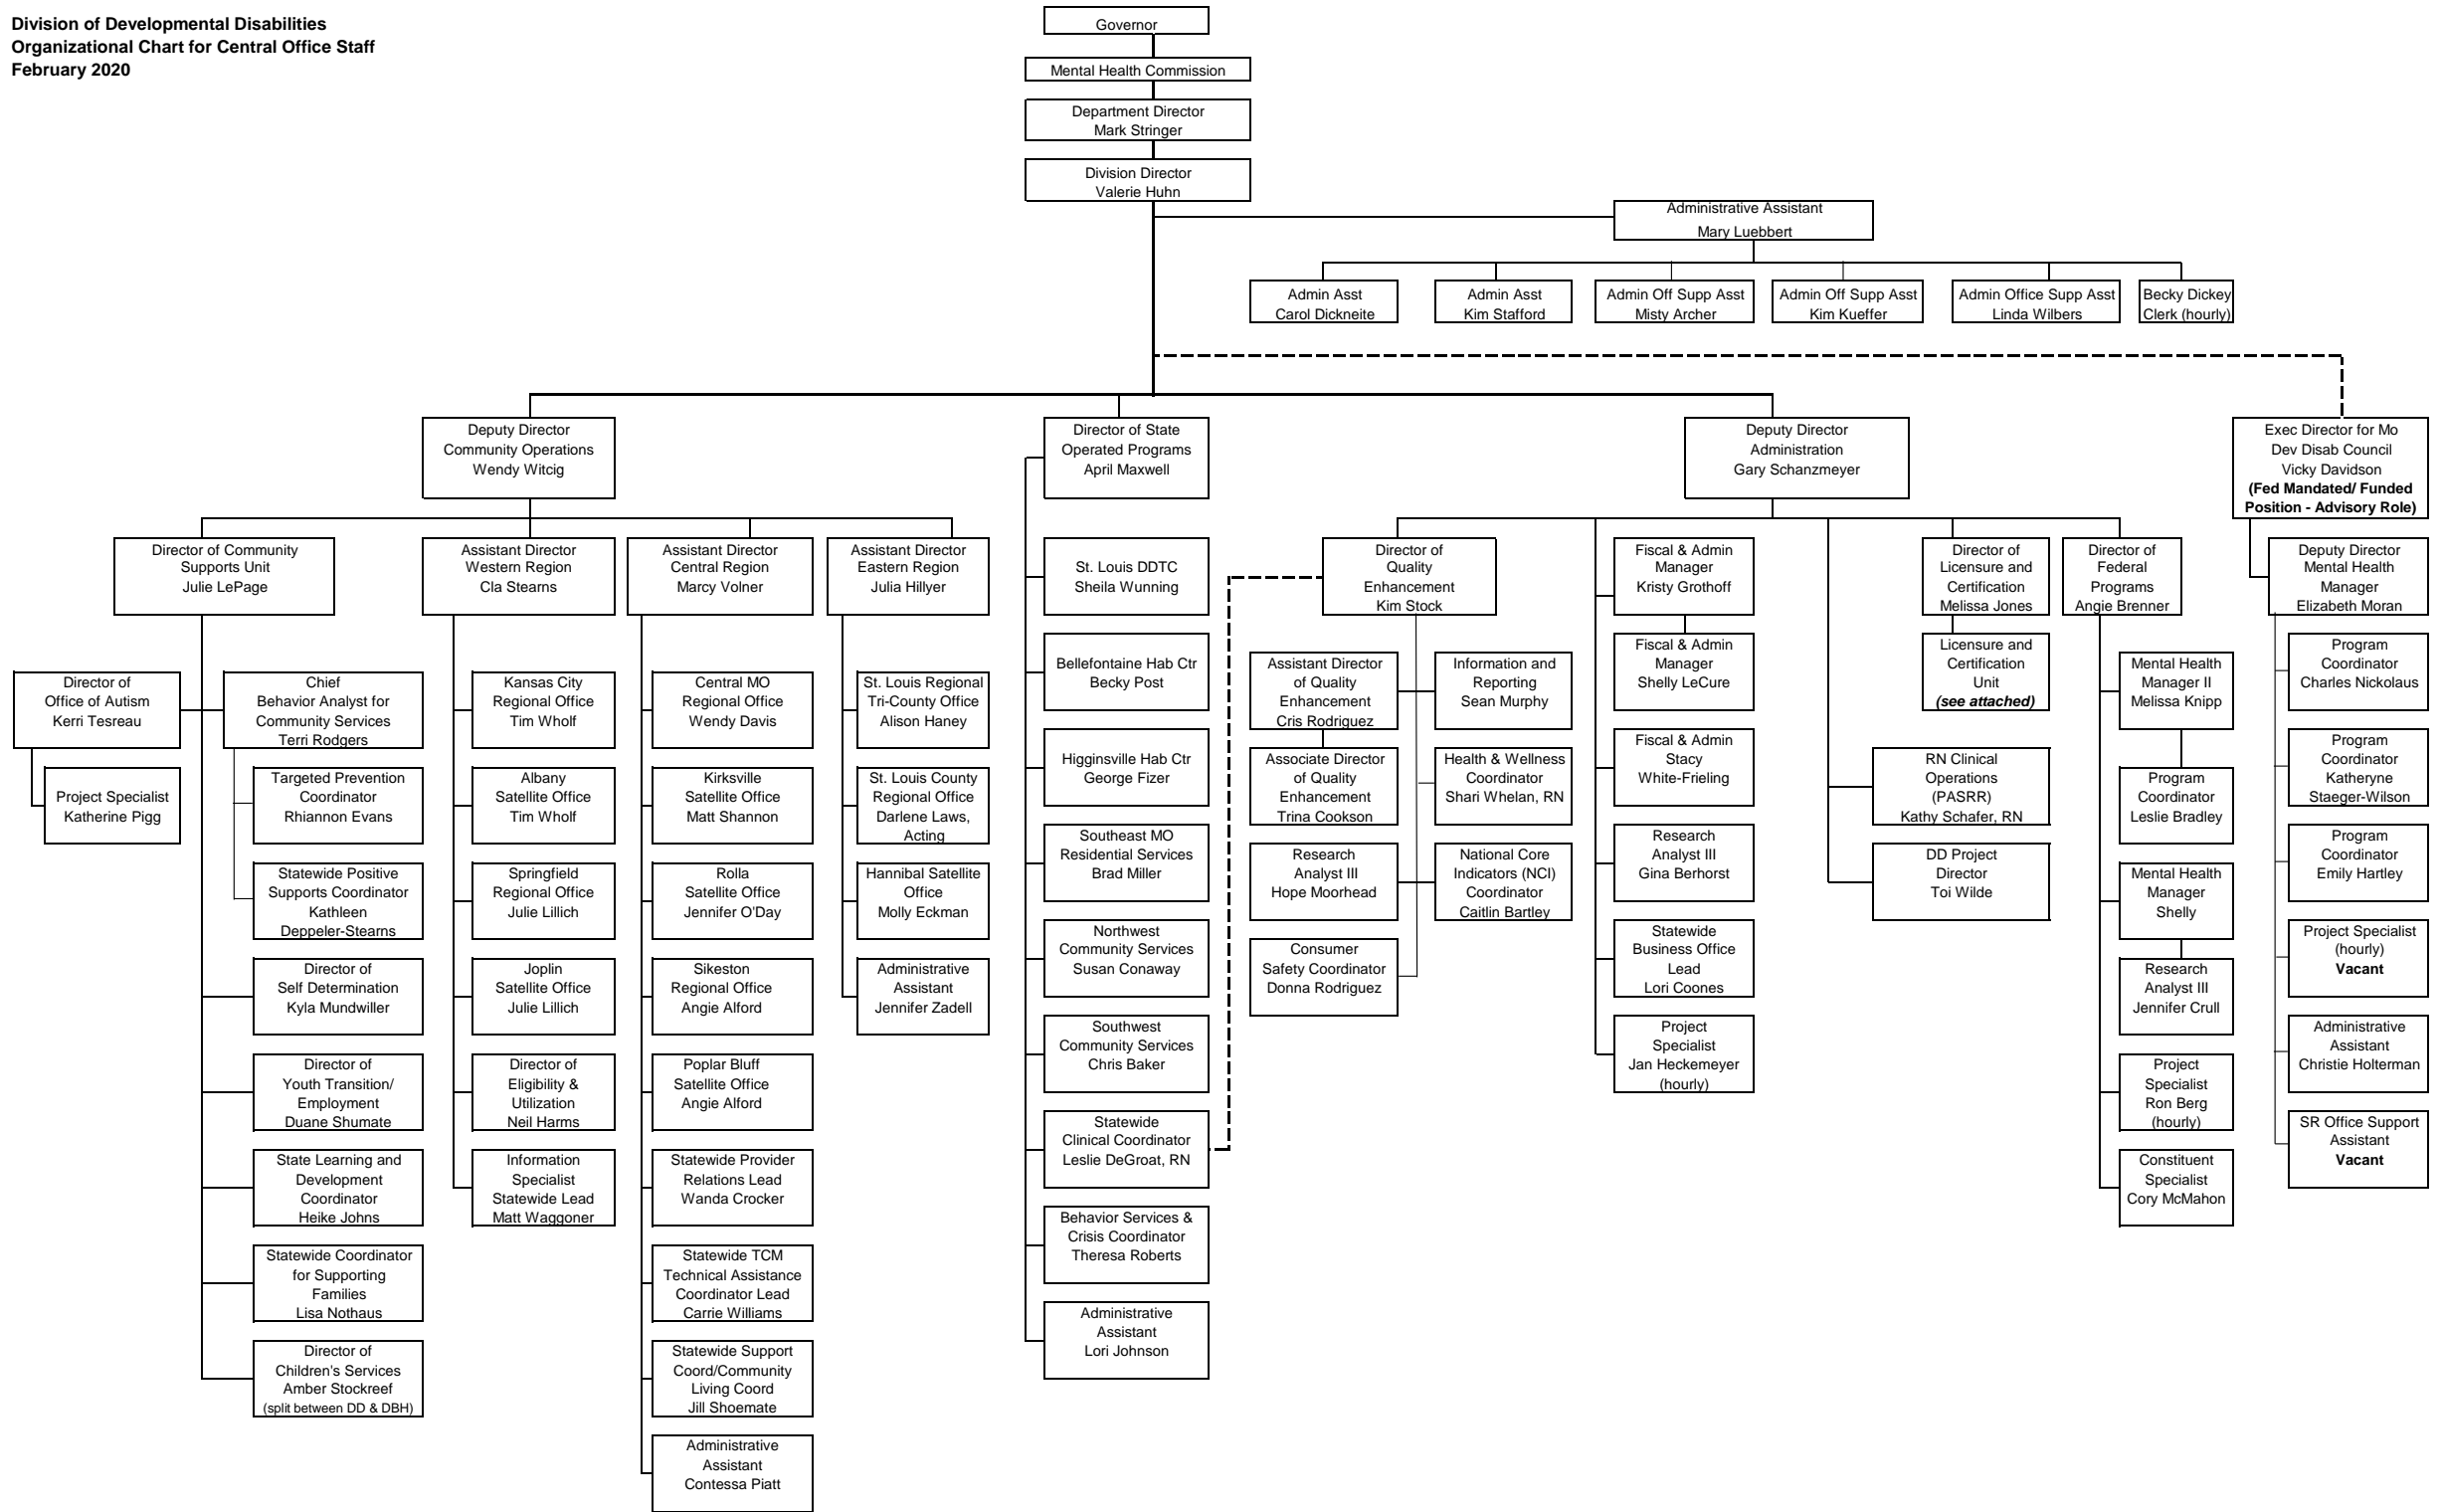 Division of Developmental Disabilities
Organizational Chart for Central Office Staff
February 2020
Governor
Mental Health Commission
Department Director
Mark Stringer
Division Director
Valerie Huhn
Administrative Assistant
Mary Luebbert
Admin Asst
Carol Dickneite
Admin Asst
Kim Stafford
Admin Off Supp Asst
Misty Archer
Admin Off Supp Asst
Kim Kueffer
Admin Office Supp Asst
Linda Wilbers
Becky Dickey
Clerk (hourly)
Deputy Director
Community Operations
Wendy Witcig
Director of State
Operated Programs
April Maxwell
Deputy Director
Administration
Gary Schanzmeyer
Exec Director for Mo
Dev Disab Council
Vicky Davidson
(Fed Mandated/ Funded
Position - Advisory Role)
Director of Community
Supports Unit
Julie LePage
Director of
Office of Autism
Kerri Tesreau
Project Specialist
Katherine Pigg
Chief
Behavior Analyst for
Community Services
Terri Rodgers
Targeted Prevention
Coordinator
Rhiannon Evans
Statewide Positive
Supports Coordinator
Kathleen
Deppeler-Stearns
Director of
Self Determination
Kyla Mundwiller
Director of
Youth Transition/
Employment
Duane Shumate
State Learning and
Development
Coordinator
Heike Johns
Statewide Coordinator
for Supporting
Families
Lisa Nothaus
Director of
Children's Services
Amber Stockreef
(split between DD & DBH)
Assistant Director
Western Region
Cla Stearns
Kansas City
Regional Office
Tim Wholf
Albany
Satellite Office
Tim Wholf
Springfield
Regional Office
Julie Lillich
Joplin
Satellite Office
Julie Lillich
Director of
Eligibility &
Utilization
Neil Harms
Information
Specialist
Statewide Lead
Matt Waggoner
Assistant Director
Central Region
Marcy Volner
Central MO
Regional Office
Wendy Davis
Kirksville
Satellite Office
Matt Shannon
Rolla
Satellite Office
Jennifer O'Day
Sikeston
Regional Office
Angie Alford
Poplar Bluff
Satellite Office
Angie Alford
Statewide Provider
Relations Lead
Wanda Crocker
Statewide TCM
Technical Assistance
Coordinator Lead
Carrie Williams
Statewide Support
Coord/Community
Living Coord
Jill Shoemate
Administrative
Assistant
Contessa Piatt
Assistant Director
Eastern Region
Julia Hillyer
St. Louis Regional
Tri-County Office
Alison Haney
St. Louis County
Regional Office
Darlene Laws,
Acting
Hannibal Satellite
Office
Molly Eckman
Administrative
Assistant
Jennifer Zadell
St. Louis DDTC
Sheila Wunning
Bellefontaine Hab Ctr
Becky Post
Higginsville Hab Ctr
George Fizer
Southeast MO
Residential Services
Brad Miller
Northwest
Community Services
Susan Conaway
Southwest
Community Services
Chris Baker
Statewide
Clinical Coordinator
Leslie DeGroat, RN
Behavior Services &
Crisis Coordinator
Theresa Roberts
Administrative
Assistant
Lori Johnson
Director of
Quality
Enhancement
Kim Stock
Assistant Director
of Quality
Enhancement
Cris Rodriguez
Information and
Reporting
Sean Murphy
Associate Director
of Quality
Enhancement
Trina Cookson
Health & Wellness
Coordinator
Shari Whelan, RN
Research
Analyst III
Hope Moorhead
National Core
Indicators (NCI)
Coordinator
Caitlin Bartley
Consumer
Safety Coordinator
Donna Rodriguez
Fiscal & Admin
Manager
Kristy Grothoff
Fiscal & Admin
Manager
Shelly LeCure
Fiscal & Admin
Stacy
White-Frieling
Research
Analyst III
Gina Berhorst
Statewide
Business Office
Lead
Lori Coones
Project
Specialist
Jan Heckemeyer
(hourly)
Director of
Licensure and
Certification
Melissa Jones
Licensure and
Certification
Unit
(see attached)
RN Clinical
Operations
(PASRR)
Kathy Schafer, RN
DD Project
Director
Toi Wilde
Director of
Federal
Programs
Angie Brenner
Mental Health
Manager II
Melissa Knipp
Program
Coordinator
Leslie Bradley
Mental Health
Manager
Shelly
Research
Analyst III
Jennifer Crull
Project
Specialist
Ron Berg
(hourly)
Constituent
Specialist
Cory McMahon
Deputy Director
Mental Health
Manager
Elizabeth Moran
Program
Coordinator
Charles Nickolaus
Program
Coordinator
Katheryne
Staeger-Wilson
Program
Coordinator
Emily Hartley
Project Specialist
(hourly)
Vacant
Administrative
Assistant
Christie Holterman
SR Office Support
Assistant
Vacant